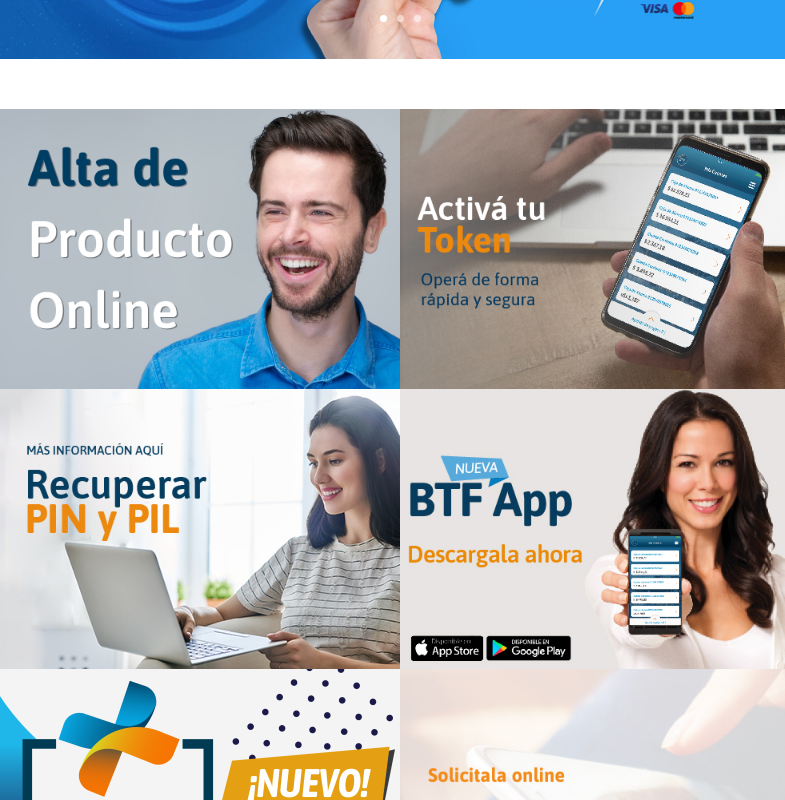 VISA
Alta de
Producto
Online
Activá tu
Token
Operá de forma
rápida y segura
MÁS INFORMACIÓN AQUÍ
Recuperar
PIN y PIL
NUEVA
BTF App
Descargala ahora
Disponible en
App Store
DISPONIBLE EN
Google Play
¡NUEVO!
Solicitala online